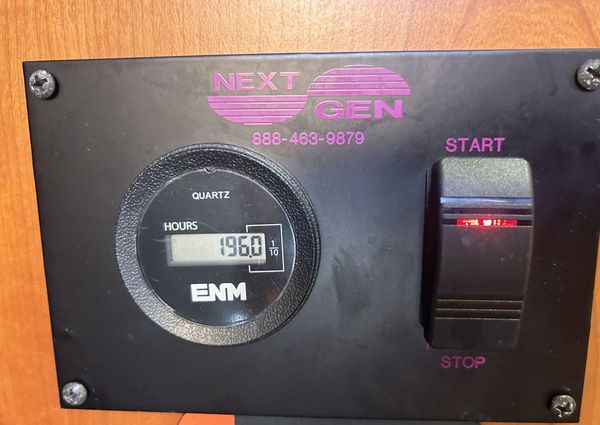 NEXT
GEN
888-463-9879
QUARTZ
HOURS
196.0
1/10
ENM
START
STOP